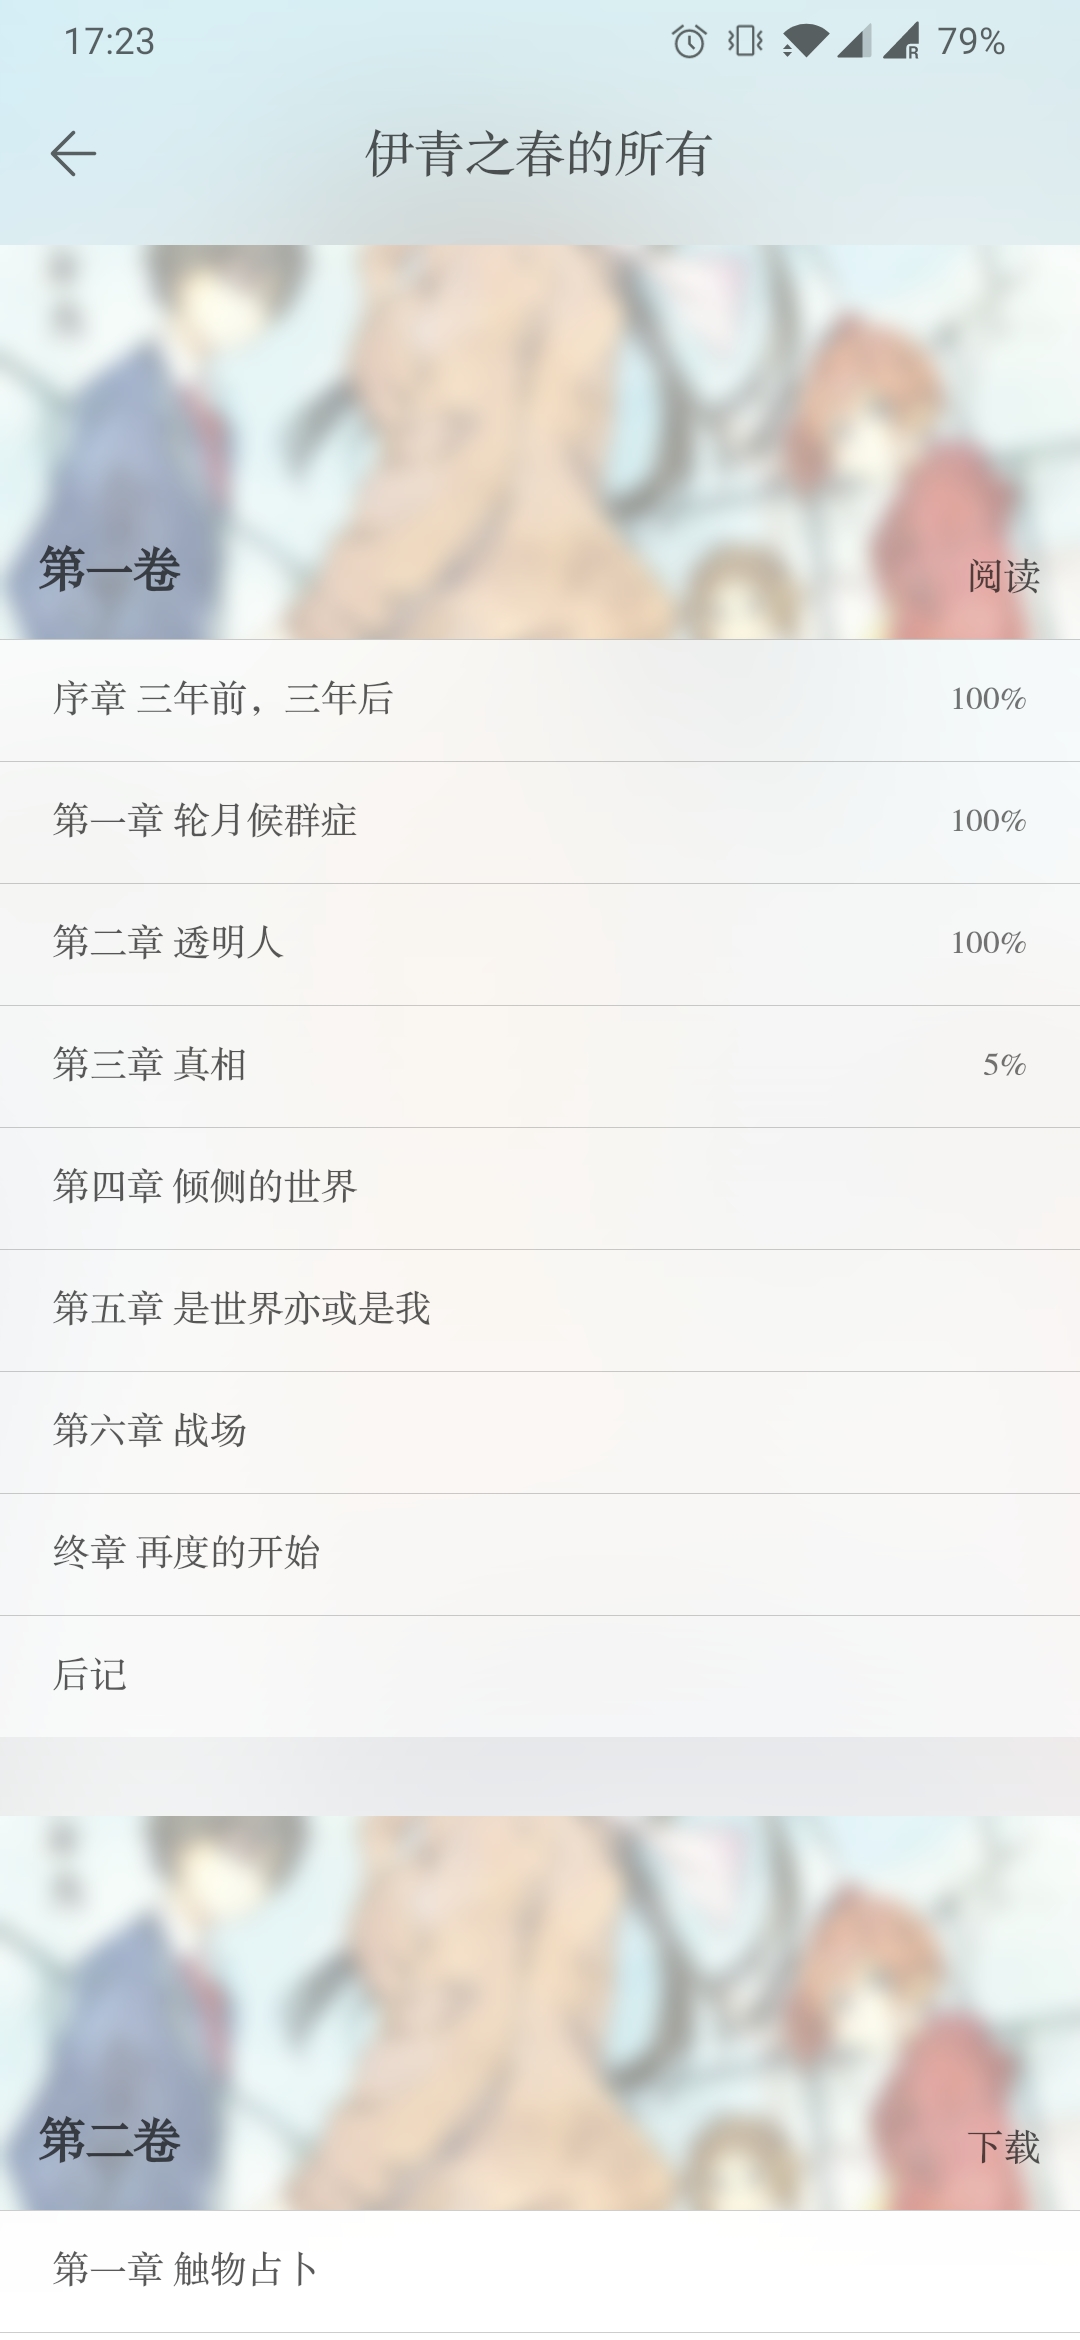 17:23
R 79%
伊青之春的所有
第一卷
阅读
序章 三年前，三年后
100%
第一章 轮月候群症
100%
第二章 透明人
100%
第三章 真相
5%
第四章 倾侧的世界
第五章 是世界亦或是我
第六章 战场
终章 再度的开始
后记
第二卷
下载
第一章 触物占卜